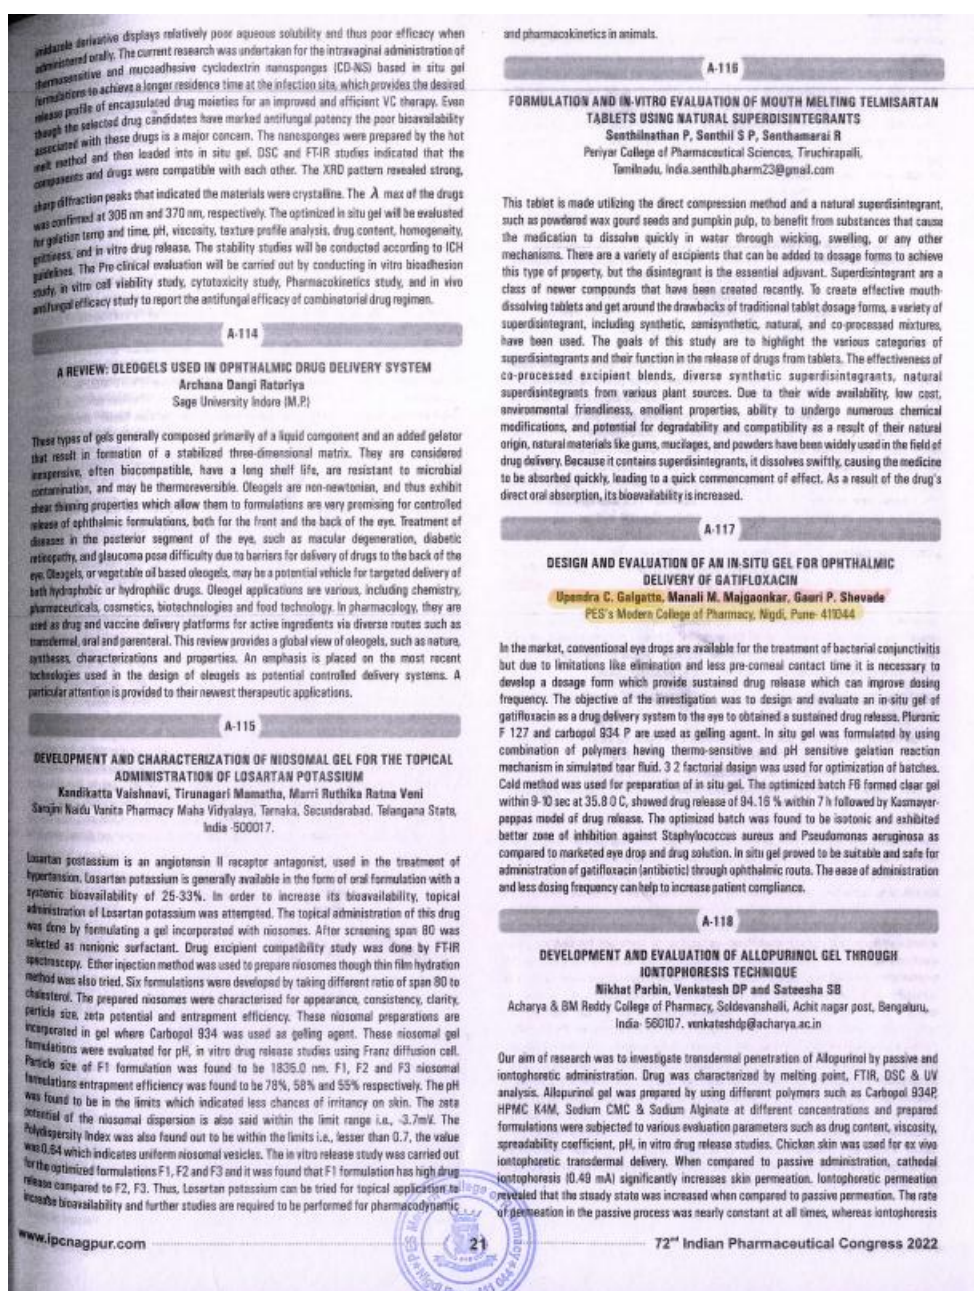 imidazole derivative displays relatively poor aqueous solubility and thus poor efficacy when
administered orally. The current research was undertaken for the intravaginal administration of
thermosensitive and mucoadhesive cyclodextrin nanosponges (CD-NS) based in situ gel
formulations to achieve a longer residence time at the infection site, which provides the desired
release profile of encapsulated drug moieties for an improved and efficient VC therapy. Even
though the selected drug candidates have marked antifungal potency the poor bioavailability
associated with these drugs is a major concern. The nanosponges were prepared by the hot
melt method and then loaded into in situ gel. DSC and FT-IR studies indicated that the
components and drugs were compatible with each other. The XRD pattern revealed strong,
sharp diffraction peaks that indicated the materials were crystalline. The λ max of the drugs
was confirmed at 306 nm and 370 nm, respectively. The optimized in situ gel will be evaluated
for gelation temp and time, pH, viscosity, texture profile analysis, drug content, homogeneity,
grittiness, and in vitro drug release. The stability studies will be conducted according to ICH
guidelines. The Pre-clinical evaluation will be carried out by conducting in vitro bioadhesion
study, in vitro cell viability study, cytotoxicity study, Pharmacokinetics study, and in vivo
antifungal efficacy study to report the antifungal efficacy of combinatorial drug regimen.
A-114
A REVIEW: OLEOGELS USED IN OPHTHALMIC DRUG DELIVERY SYSTEM
Archana Dangi Ratoriya
Sage University Indore (M.P.)
These types of gels generally composed primarily of a liquid component and an added gelator
that result in formation of a stabilized three-dimensional matrix. They are considered
inexpensive, often biocompatible, have a long shelf life, are resistant to microbial
contamination, and may be thermoreversible. Oleogels are non-newtonian, and thus exhibit
shear thinning properties which allow them to formulations are very promising for controlled
release of ophthalmic formulations, both for the front and the back of the eye. Treatment of
diseases in the posterior segment of the eye, such as macular degeneration, diabetic
retinopathy, and glaucoma pose difficulty due to barriers for delivery of drugs to the back of the
eye. Oleogels, or vegetable oil based oleogels, may be a potential vehicle for targeted delivery of
both hydrophobic or hydrophilic drugs. Oleogel applications are various, including chemistry,
pharmaceuticals, cosmetics, biotechnologies and food technology. In pharmacology, they are
used as drug and vaccine delivery platforms for active ingredients via diverse routes such as
transdermal, oral and parenteral. This review provides a global view of oleogels, such as nature,
syntheses, characterizations and properties. An emphasis is placed on the most recent
technologies used in the design of oleogels as potential controlled delivery systems. A
particular attention is provided to their newest therapeutic applications.
A-115
DEVELOPMENT AND CHARACTERIZATION OF NIOSOMAL GEL FOR THE TOPICAL
ADMINISTRATION OF LOSARTAN POTASSIUM
Kandikatta Vaishnavi, Tirunagari Mamatha, Marri Ruthika Ratna Veni
Sarojini Naidu Vanita Pharmacy Maha Vidyalaya, Tarnaka, Secunderabad, Telangana State,
India -500017.
Losartan postassium is an angiotensin II receptor antagonist, used in the treatment of
hypertension. Losartan potassium is generally available in the form of oral formulation with a
systemic bioavailability of 25-33%. In order to increase its bioavailability, topical
administration of Losartan potassium was attempted. The topical administration of this drug
was done by formulating a gel incorporated with niosomes. After screening span 80 was
selected as nonionic surfactant. Drug excipient compatibility study was done by FT-IR
spectroscopy. Ether injection method was used to prepare niosomes though thin film hydration
method was also tried. Six formulations were developed by taking different ratio of span 80 to
cholesterol. The prepared niosomes were characterised for appearance, consistency, clarity,
particle size, zeta potential and entrapment efficiency. These niosomal preparations are
incorporated in gel where Carbopol 934 was used as gelling agent. These niosomal gel
formulations were evaluated for pH, in vitro drug release studies using Franz diffusion cell.
Particle size of F1 formulation was found to be 1835.0 nm. F1, F2 and F3 niosomal
formulations entrapment efficiency was found to be 78%, 58% and 55% respectively. The pH
was found to be in the limits which indicated less chances of irritancy on skin. The zeta
potential of the niosomal dispersion is also said within the limit range i.e., -3.7mV. The
Polydispersity Index was also found out to be within the limits i.e., lesser than 0.7, the value
was 0.64 which indicates uniform niosomal vesicles. The in vitro release study was carried out
for the optimized formulations F1, F2 and F3 and it was found that F1 formulation has high drug
release compared to F2, F3. Thus, Losartan potassium can be tried for topical application to
increase bioavailability and further studies are required to be performed for pharmacodynamic
and pharmacokinetics in animals.
A-116
FORMULATION AND IN-VITRO EVALUATION OF MOUTH MELTING TELMISARTAN
TABLETS USING NATURAL SUPERDISINTEGRANTS
Senthilnathan P, Senthil S P, Senthamarai R
Periyar College of Pharmaceutical Sciences, Tiruchirapalli,
Tamilnadu, India.senthilb.pharm23@gmail.com
This tablet is made utilizing the direct compression method and a natural superdisintegrant,
such as powdered wax gourd seeds and pumpkin pulp, to benefit from substances that cause
the medication to dissolve quickly in water through wicking, swelling, or any other
mechanisms. There are a variety of excipients that can be added to dosage forms to achieve
this type of property, but the disintegrant is the essential adjuvant. Superdisintegrant are a
class of newer compounds that have been created recently. To create effective mouth-
dissolving tablets and get around the drawbacks of traditional tablet dosage forms, a variety of
superdisintegrant, including synthetic, semisynthetic, natural, and co-processed mixtures,
have been used. The goals of this study are to highlight the various categories of
superdisintegrants and their function in the release of drugs from tablets. The effectiveness of
co-processed excipient blends, diverse synthetic superdisintegrants, natural
superdisintegrants from various plant sources. Due to their wide availability, low cost,
environmental friendliness, emollient properties, ability to undergo numerous chemical
modifications, and potential for degradability and compatibility as a result of their natural
origin, natural materials like gums, mucilages, and powders have been widely used in the field of
drug delivery. Because it contains superdisintegrants, it dissolves swiftly, causing the medicine
to be absorbed quickly, leading to a quick commencement of effect. As a result of the drug's
direct oral absorption, its bioavailability is increased.
A-117
DESIGN AND EVALUATION OF AN IN-SITU GEL FOR OPHTHALMIC
DELIVERY OF GATIFLOXACIN
Upendra C. Galgatte, Manali M. Majgaonkar, Gauri P. Shevade
PES's Modern College of Pharmacy, Nigdi, Pune- 411044
In the market, conventional eye drops are available for the treatment of bacterial conjunctivitis
but due to limitations like elimination and less pre-corneal contact time it is necessary to
develop a dosage form which provide sustained drug release which can improve dosing
frequency. The objective of the investigation was to design and evaluate an in-situ gel of
gatifloxacin as a drug delivery system to the eye to obtained a sustained drug release. Pluronic
F 127 and carbopol 934 P are used as gelling agent. In situ gel was formulated by using
combination of polymers having thermo-sensitive and pH sensitive gelation reaction
mechanism in simulated tear fluid. 3 2 factorial design was used for optimization of batches.
Cold method was used for preparation of in situ gel. The optimized batch F6 formed clear gel
within 9-10 sec at 35.8 0 C, showed drug release of 94.16 % within 7 h followed by Kasmayer-
peppas model of drug release. The optimized batch was found to be isotonic and exhibited
better zone of inhibition against Staphylococcus aureus and Pseudomonas aeruginosa as
compared to marketed eye drop and drug solution. In situ gel proved to be suitable and safe for
administration of gatifloxacin (antibiotic) through ophthalmic route. The ease of administration
and less dosing frequency can help to increase patient compliance.
A-118
DEVELOPMENT AND EVALUATION OF ALLOPURINOL GEL THROUGH
IONTOPHORESIS TECHNIQUE
Nikhat Parbin, Venkatesh DP and Sateesha SB
Acharya & BM Reddy College of Pharmacy, Soldevanahalli, Achit nagar post, Bengaluru,
India- 560107. venkateshdp@acharya.ac.in
Our aim of research was to investigate transdermal penetration of Allopurinol by passive and
iontophoretic administration. Drug was characterized by melting point, FTIR, DSC & UV
analysis. Allopurinol gel was prepared by using different polymers such as Carbopol 934P,
HPMC K4M, Sodium CMC & Sodium Alginate at different concentrations and prepared
formulations were subjected to various evaluation parameters such as drug content, viscosity,
spreadability coefficient, pH, in vitro drug release studies. Chicken skin was used for ex vivo
iontophoretic transdermal delivery. When compared to passive administration, cathodal
iontophoresis (0.49 mA) significantly increases skin permeation. Iontophoretic permeation
revealed that the steady state was increased when compared to passive permeation. The rate
of permeation in the passive process was nearly constant at all times, whereas iontophoresis
www.ipcnagpur.com
21
72nd Indian Pharmaceutical Congress 2022